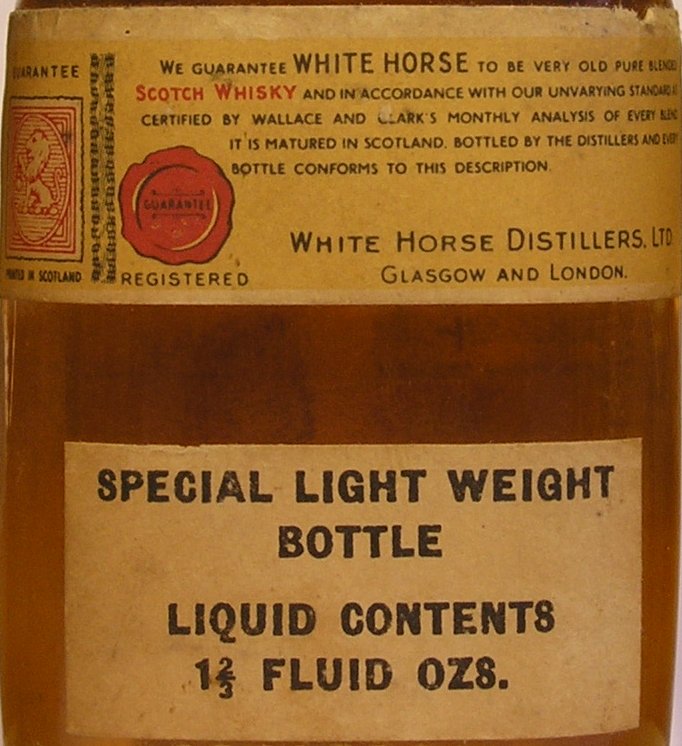 GUARANTEE
WE GUARANTEE WHITE HORSE TO BE VERY OLD PURE BLENDED
SCOTCH WHISKY AND IN ACCORDANCE WITH OUR UNVARYING STANDARD AS
CERTIFIED BY WALLACE AND CLARK'S MONTHLY ANALYSIS OF EVERY BLEND
IT IS MATURED IN SCOTLAND. BOTTLED BY THE DISTILLERS AND EVERY
BOTTLE CONFORMS TO THIS DESCRIPTION.
GUARANTEE
WHITE HORSE DISTILLERS, LTD
PRINTED IN SCOTLAND
REGISTERED
GLASGOW AND LONDON.
SPECIAL LIGHT WEIGHT
BOTTLE
LIQUID CONTENTS
1⅔ FLUID OZS.